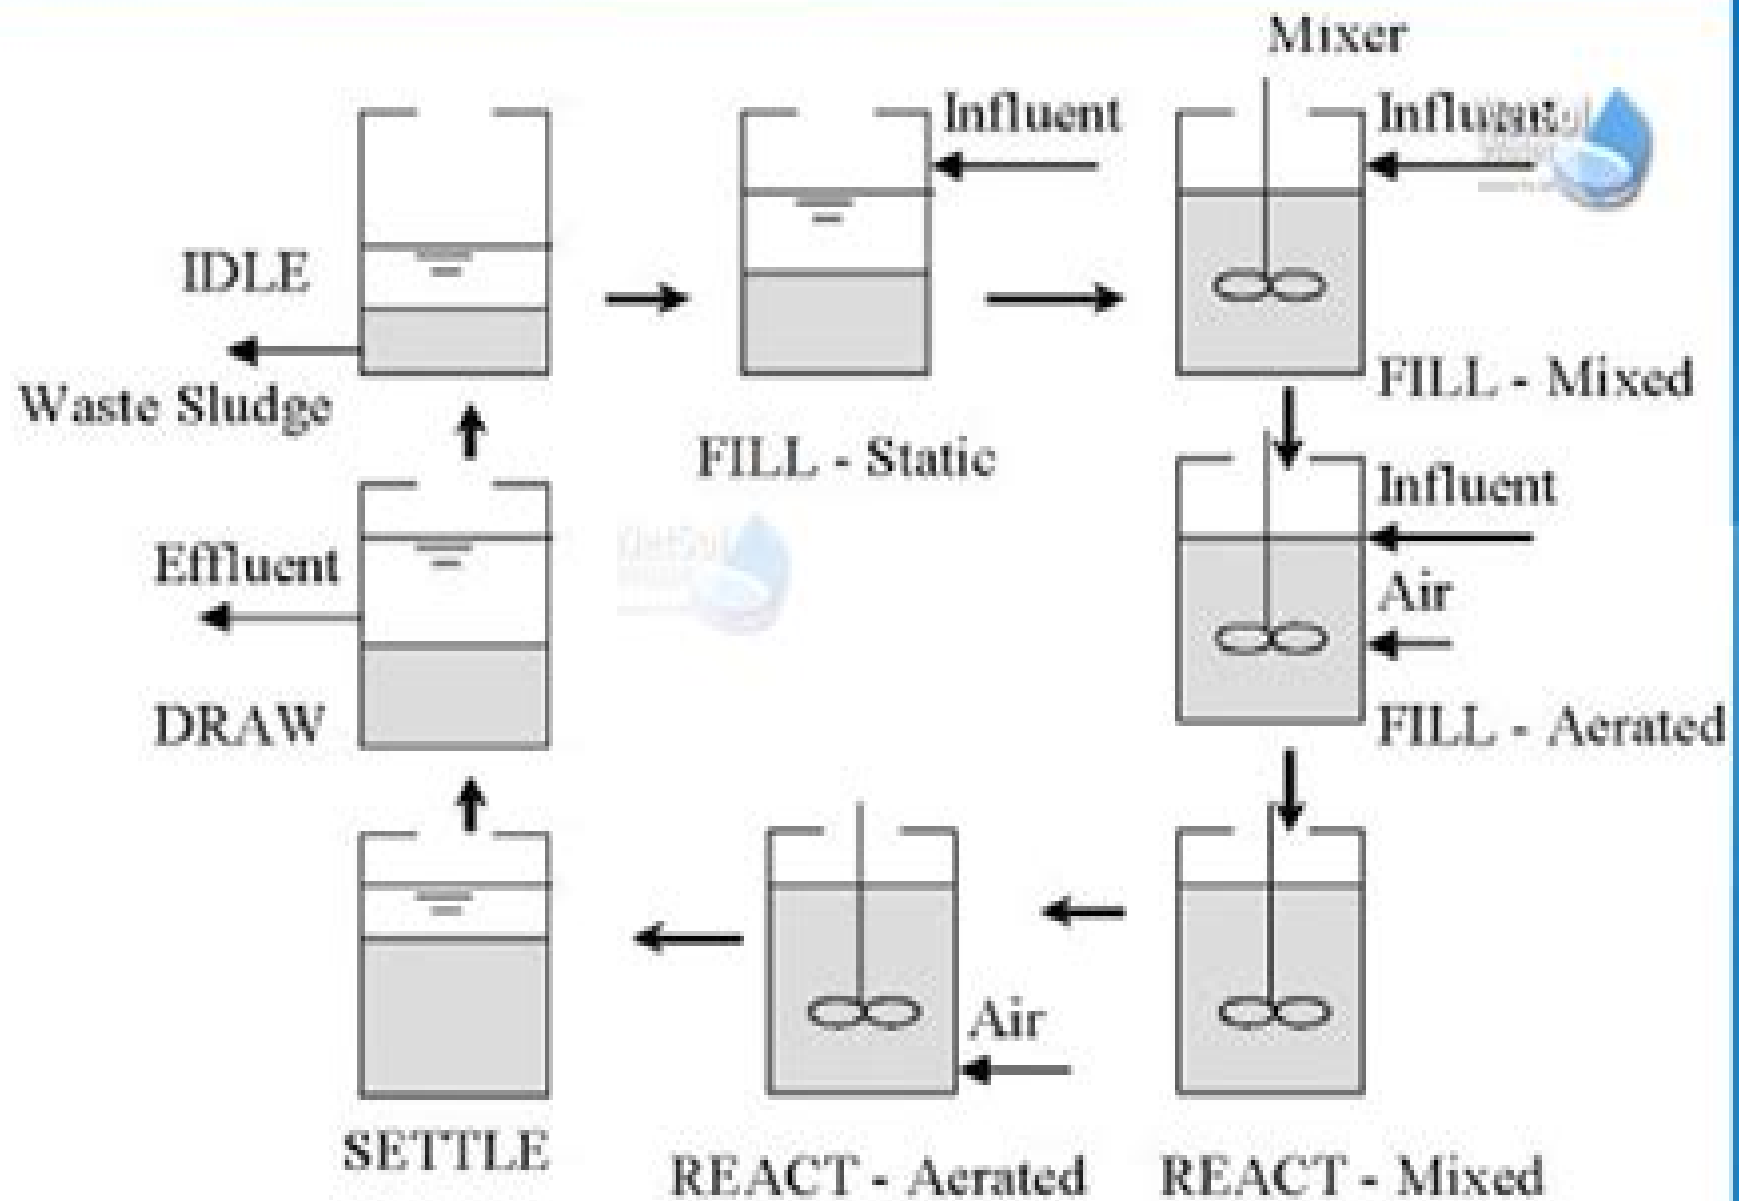 Mixer
Influent
Influent
IDLE
Waste Sludge
FILL - Static
FILL - Mixed
Influent
Effluent
Air
DRAW
FILL - Aerated
Air
SETTLE
REACT - Aerated
REACT - Mixed